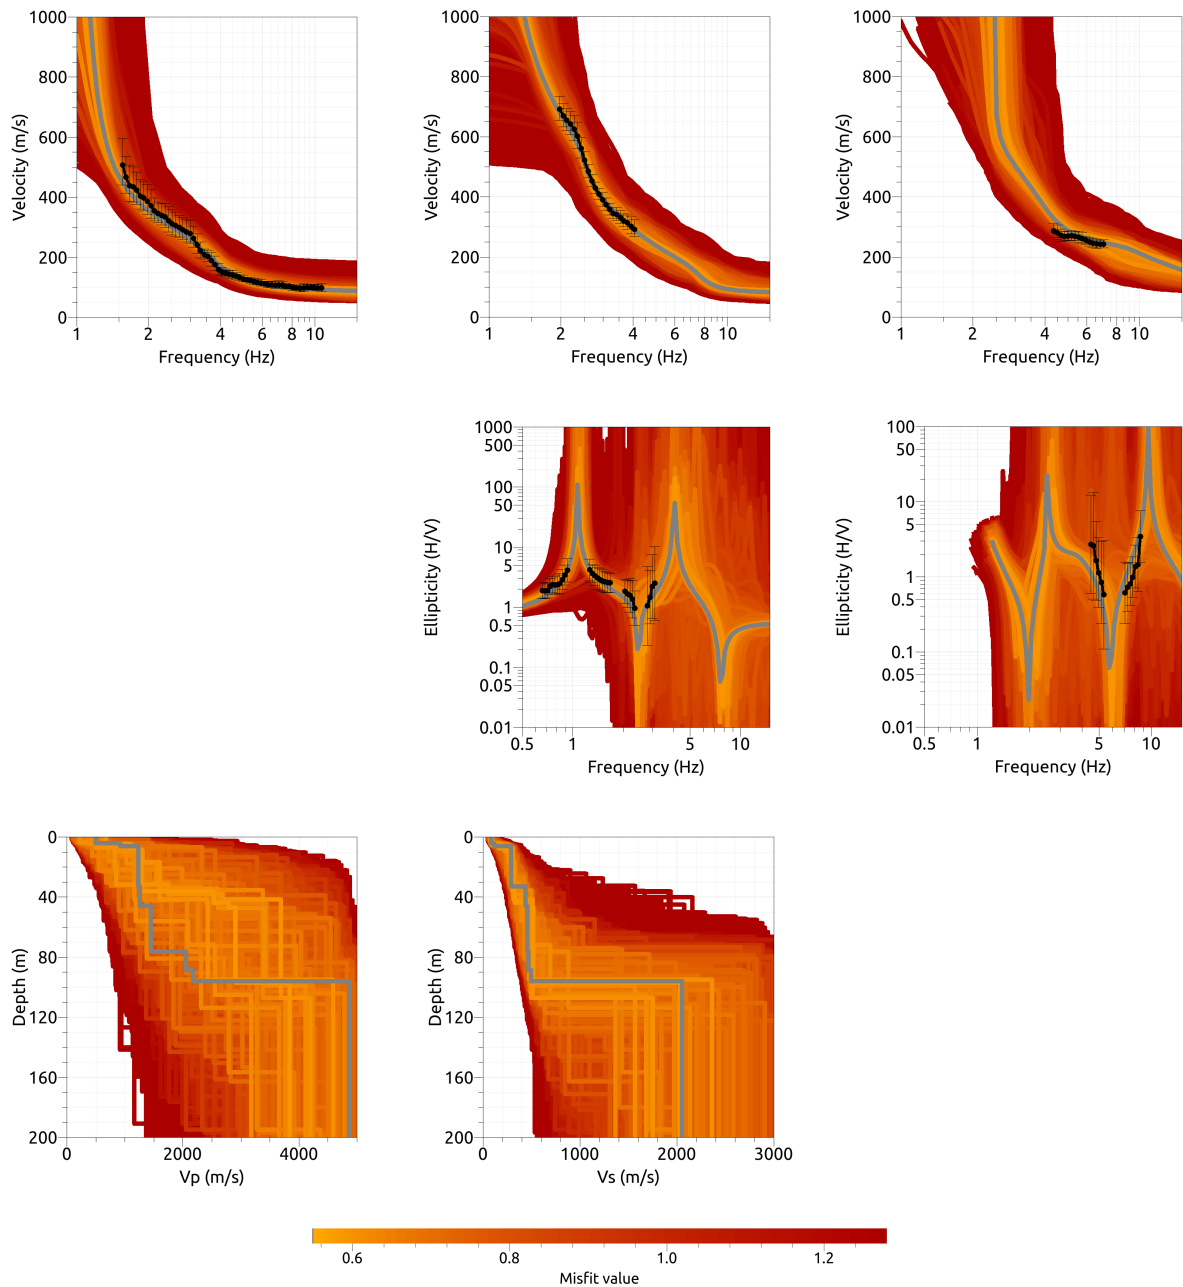 1000
800
600
400
200
0
Velocity (m/s)
1 2 4 6 8 10
Frequency (Hz)
1000
800
600
400
200
0
Velocity (m/s)
1 2 4 6 8 10
Frequency (Hz)
1000
800
600
400
200
0
Velocity (m/s)
1 2 4 6 8 10
Frequency (Hz)
1000
500
100
50
10
5
1
0.5
0.1
0.05
0.01
Ellipticity (H/V)
0.5 1 5 10
Frequency (Hz)
100
50
10
5
1
0.5
0.1
0.05
0.01
Ellipticity (H/V)
0.5 1 5 10
Frequency (Hz)
0
40
80
120
160
200
Depth (m)
0 2000 4000
Vp (m/s)
0
40
80
120
160
200
Depth (m)
0 1000 2000 3000
Vs (m/s)
0.6 0.8 1.0 1.2
Misfit value